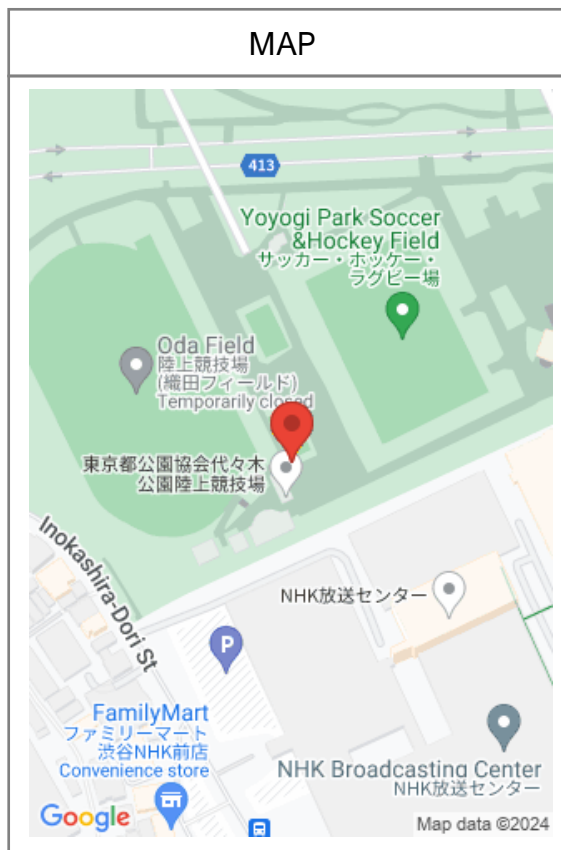 MAP
413
Yoyogi Park Soccer
&Hockey Field
サッカー・ホッケー・
ラグビー場
Oda Field
陸上競技場
(織田フィールド)
Temporarily closed
東京都公園協会代々木
公園陸上競技場
Inokashira-Dori St
NHK放送センター
P
FamilyMart
ファミリーマート
渋谷NHK前店
Convenience store
NHK Broadcasting Center
NHK放送センター
Google
Map data ©2024